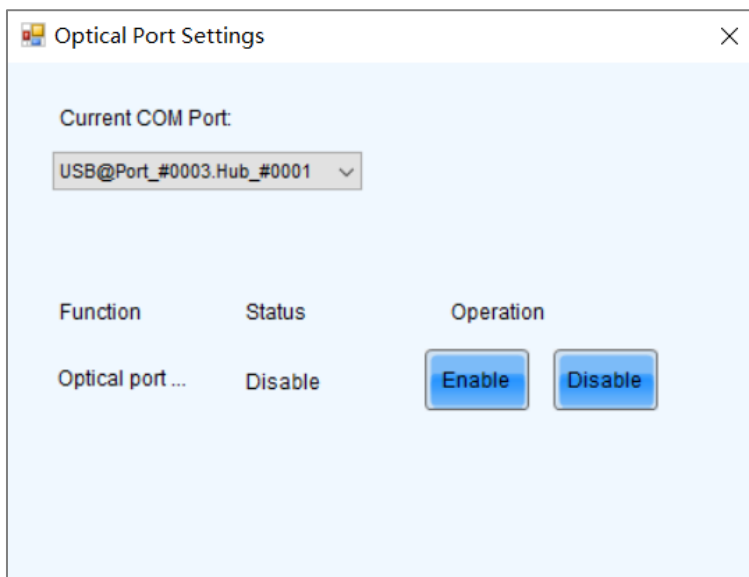 Optical Port Settings
Current COM Port:
USB@Port_#0003.Hub_#0001
Function Status Operation
Optical port ... Disable Enable Disable